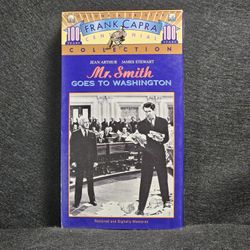 100
FRANK CAPRA
100
CENTENNIAL
COLLECTION
JEAN ARTHUR JAMES STEWART
Mr. Smith
GOES TO WASHINGTON
Restored and Digitally Mastered